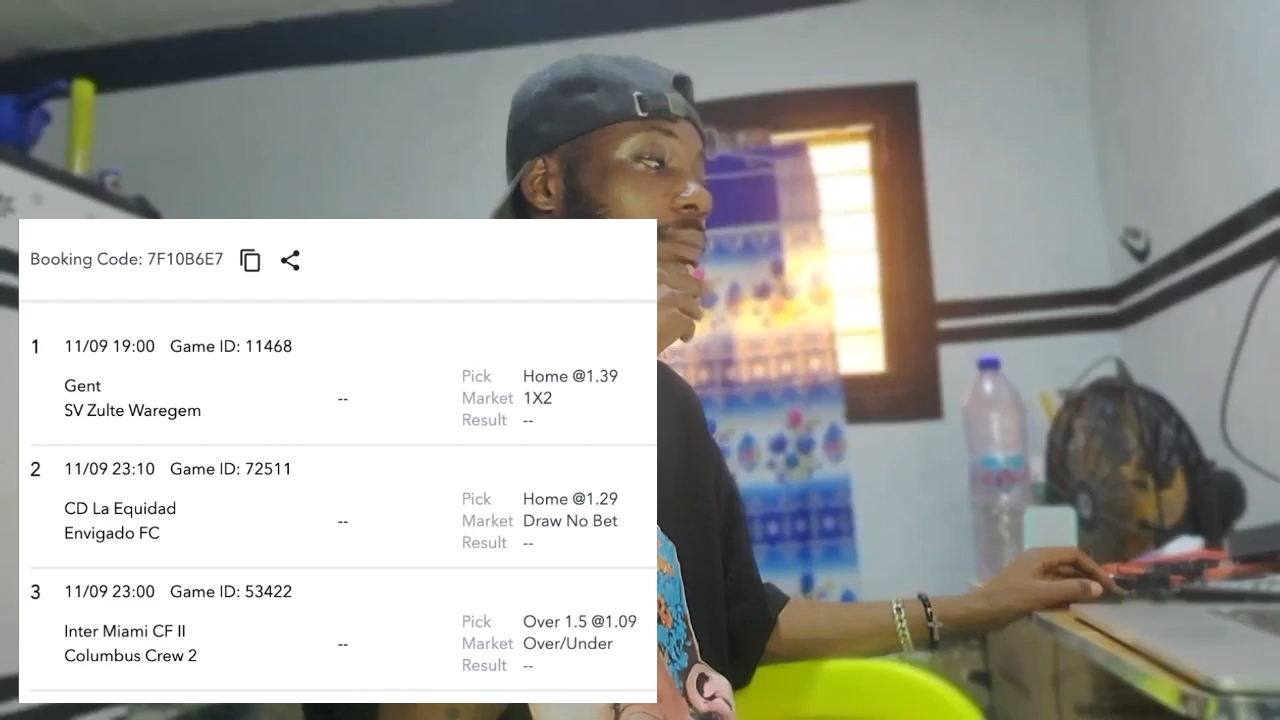 Booking Code: 7F10B6E7
1 11/09 19:00 Game ID: 11468
Gent
SV Zulte Waregem
--
Pick Home @1.39
Market 1X2
Result --
2 11/09 23:10 Game ID: 72511
CD La Equidad
Envigado FC
--
Pick Home @1.29
Market Draw No Bet
Result --
3 11/09 23:00 Game ID: 53422
Inter Miami CF II
Columbus Crew 2
--
Pick Over 1.5 @1.09
Market Over/Under
Result --